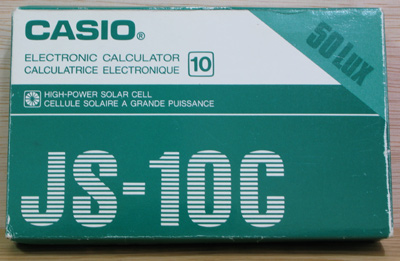 CASIO®
50 Lux
ELECTRONIC CALCULATOR
CALCULATRICE ELECTRONIQUE
10
HIGH-POWER SOLAR CELL
CELLULE SOLAIRE A GRANDE PUISSANCE
JS-10C